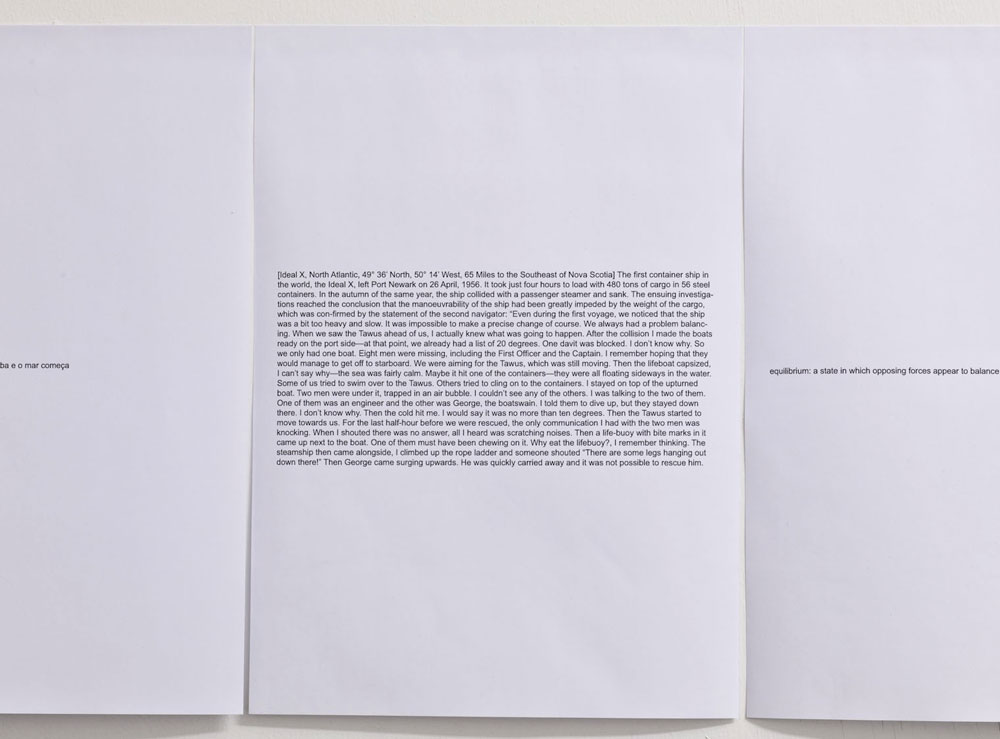 ba e o mar começa
[Ideal X, North Atlantic, 49° 36' North, 50° 14' West, 65 Miles to the Southeast of Nova Scotia] The first container ship in
the world, the Ideal X, left Port Newark on 26 April, 1956. It took just four hours to load with 480 tons of cargo in 56 steel
containers. In the autumn of the same year, the ship collided with a passenger steamer and sank. The ensuing investiga-
tions reached the conclusion that the manoeuvrability of the ship had been greatly impeded by the weight of the cargo,
which was con-firmed by the statement of the second navigator: "Even during the first voyage, we noticed that the ship
was a bit too heavy and slow. It was impossible to make a precise change of course. We always had a problem balanc-
ing. When we saw the Tawus ahead of us, I actually knew what was going to happen. After the collision I made the boats
ready on the port side—at that point, we already had a list of 20 degrees. One davit was blocked. I don't know why. So
we only had one boat. Eight men were missing, including the First Officer and the Captain. I remember hoping that they
would manage to get off to starboard. We were aiming for the Tawus, which was still moving. Then the lifeboat capsized,
I can't say why—the sea was fairly calm. Maybe it hit one of the containers—they were all floating sideways in the water.
Some of us tried to swim over to the Tawus. Others tried to cling on to the containers. I stayed on top of the upturned
boat. Two men were under it, trapped in an air bubble. I couldn't see any of the others. I was talking to the two of them.
One of them was an engineer and the other was George, the boatswain. I told them to dive up, but they stayed down
there. I don't know why. Then the cold hit me. I would say it was no more than ten degrees. Then the Tawus started to
move towards us. For the last half-hour before we were rescued, the only communication I had with the two men was
knocking. When I shouted there was no answer, all I heard was scratching noises. Then a life-buoy with bite marks in it
came up next to the boat. One of them must have been chewing on it. Why eat the lifebuoy?, I remember thinking. The
steamship then came alongside, I climbed up the rope ladder and someone shouted "There are some legs hanging out
down there!" Then George came surging upwards. He was quickly carried away and it was not possible to rescue him.
equilibrium: a state in which opposing forces appear to balance